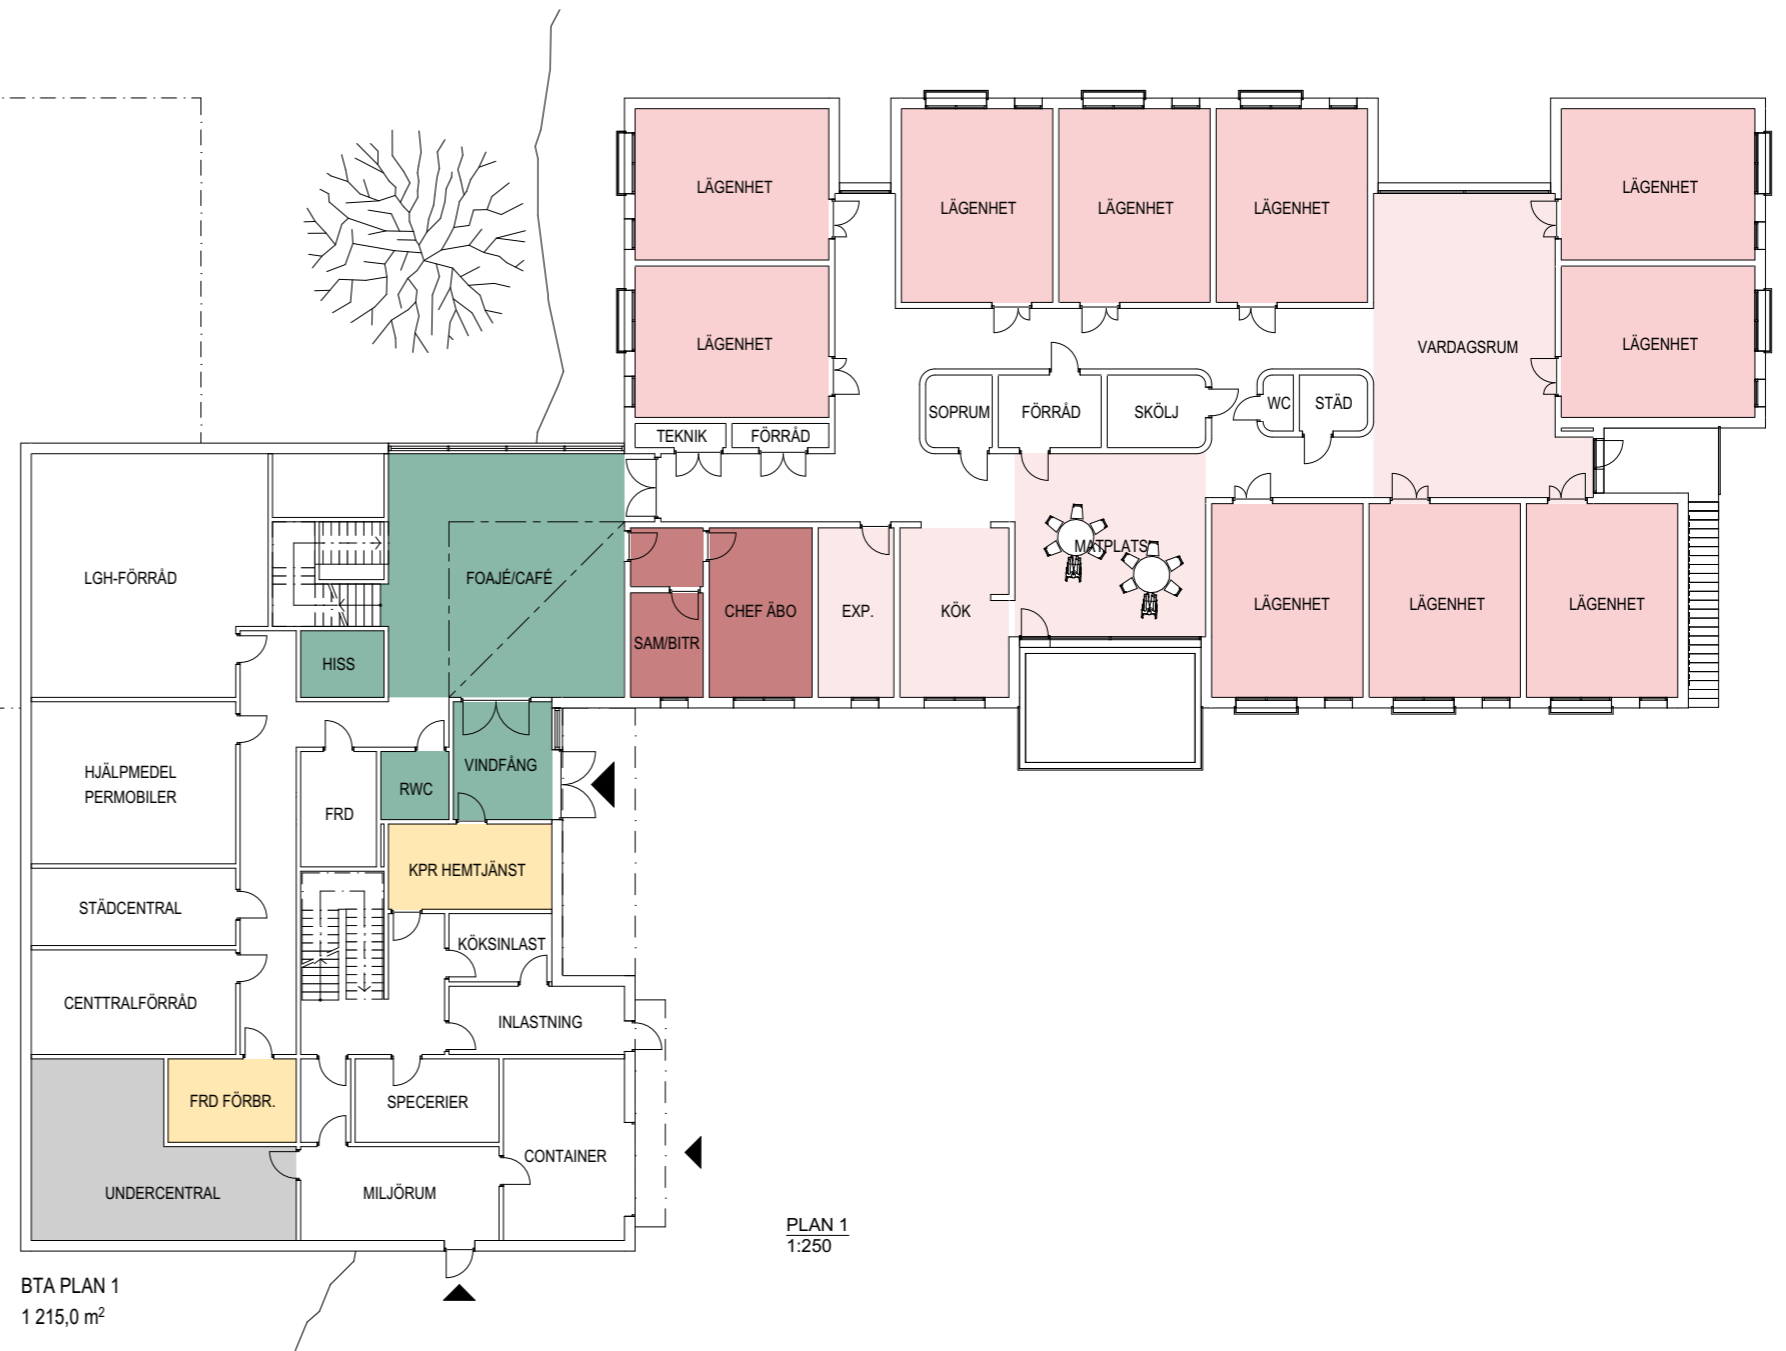 LÄGENHET
LÄGENHET
LÄGENHET
LÄGENHET
LÄGENHET
LÄGENHET
LÄGENHET
LÄGENHET
VARDAGSRUM
SOPRUM
FÖRRÅD
SKÖLJ
WC
STÄD
TEKNIK
FÖRRÅD
LGH-FÖRRÅD
FOAJÉ/CAFÉ
MATPLATS
CHEF ÄBO
EXP.
KÖK
LÄGENHET
LÄGENHET
SAM/BITR
HISS
HJÄLPMEDEL
PERMOBILER
VINDFÅNG
RWC
FRD
KPR HEMTJÄNST
STÄDCENTRAL
KÖKSINLAST
CENTTRALFÖRRÅD
INLASTNING
FRD FÖRBR.
SPECERIER
CONTAINER
UNDERCENTRAL
MILJÖRUM
PLAN 1
1:250
BTA PLAN 1
1 215,0 m²
LÄGENHET